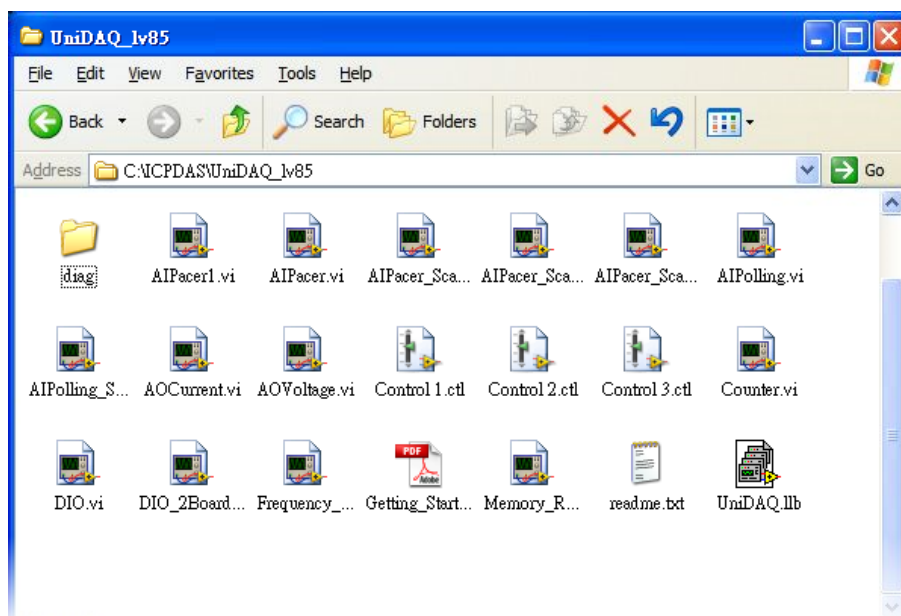 UniDAQ_lv85
File Edit View Favorites Tools Help
Back Search Folders
Address C:\ICPDAS\UniDAQ_lv85 Go
diag AIPacer1.vi AIPacer.vi AIPacer_Sca... AIPacer_Sca... AIPacer_Sca... AIPolling.vi
AIPolling_S... AOCurrent.vi AOVoltage.vi Control 1.ctl Control 2.ctl Control 3.ctl Counter.vi
PDF
Adobe
DIO.vi DIO_2Board... Frequency_... Getting_Start... Memory_R... readme.txt UniDAQ.llb